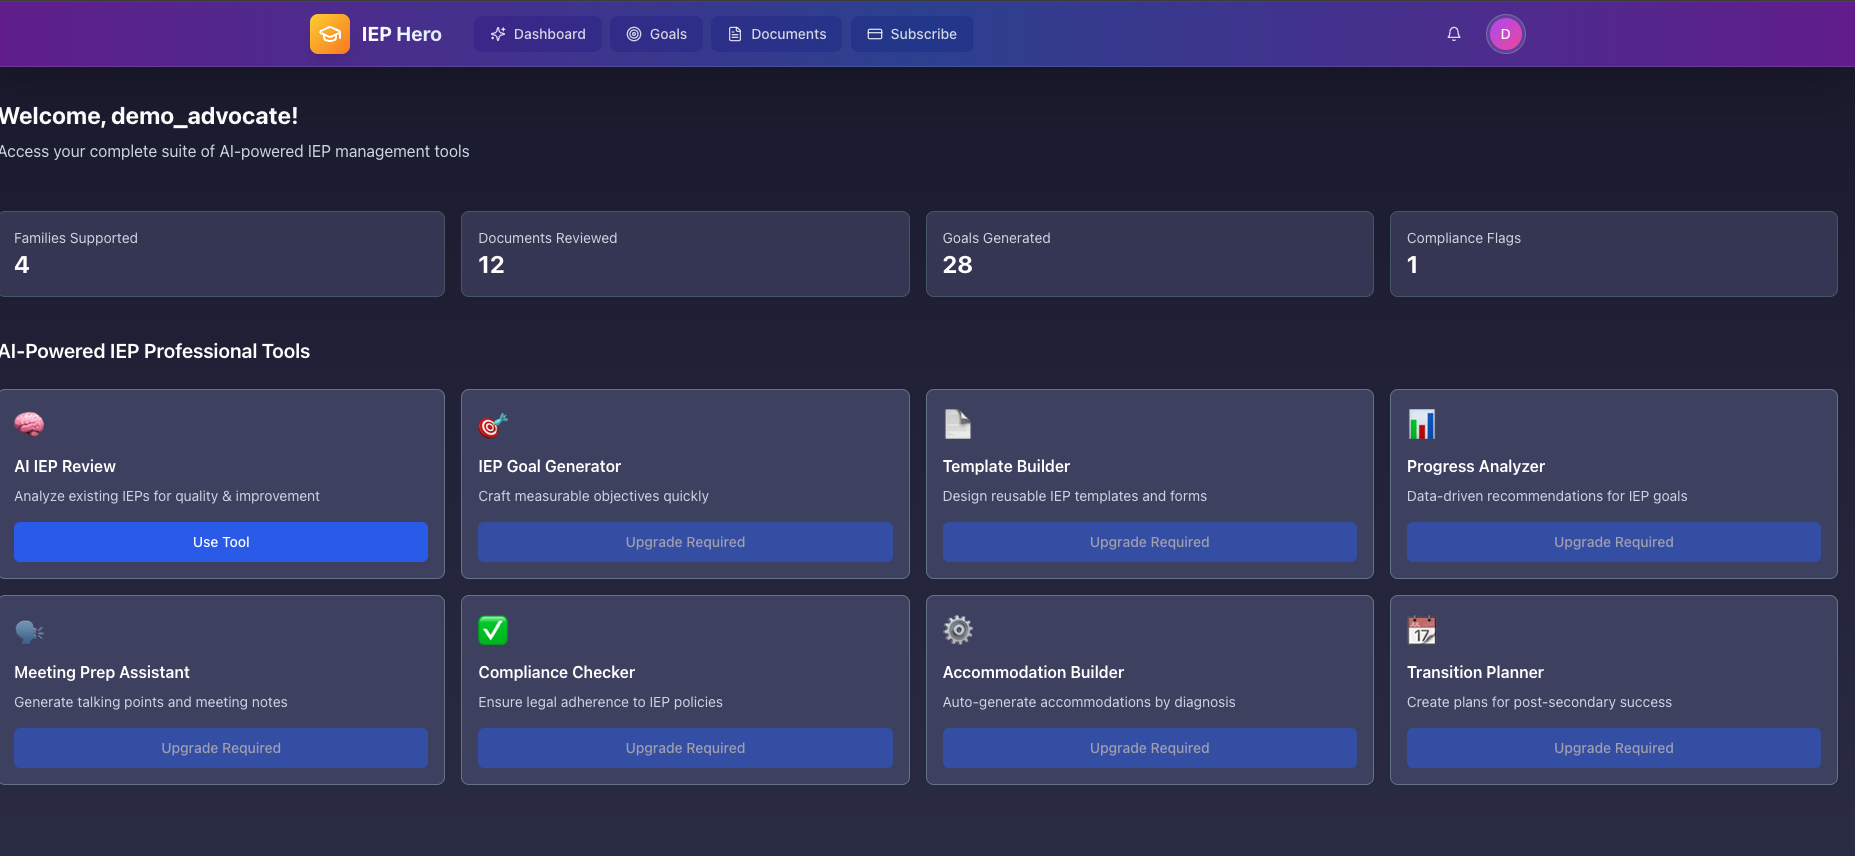 IEP Hero
Dashboard
Goals
Documents
Subscribe
D
Welcome, demo_advocate!
Access your complete suite of AI-powered IEP management tools
Families Supported
4
Documents Reviewed
12
Goals Generated
28
Compliance Flags
1
AI-Powered IEP Professional Tools
AI IEP Review
Analyze existing IEPs for quality & improvement
Use Tool
IEP Goal Generator
Craft measurable objectives quickly
Upgrade Required
Template Builder
Design reusable IEP templates and forms
Upgrade Required
Progress Analyzer
Data-driven recommendations for IEP goals
Upgrade Required
Meeting Prep Assistant
Generate talking points and meeting notes
Upgrade Required
Compliance Checker
Ensure legal adherence to IEP policies
Upgrade Required
Accommodation Builder
Auto-generate accommodations by diagnosis
Upgrade Required
JUL
17
Transition Planner
Create plans for post-secondary success
Upgrade Required